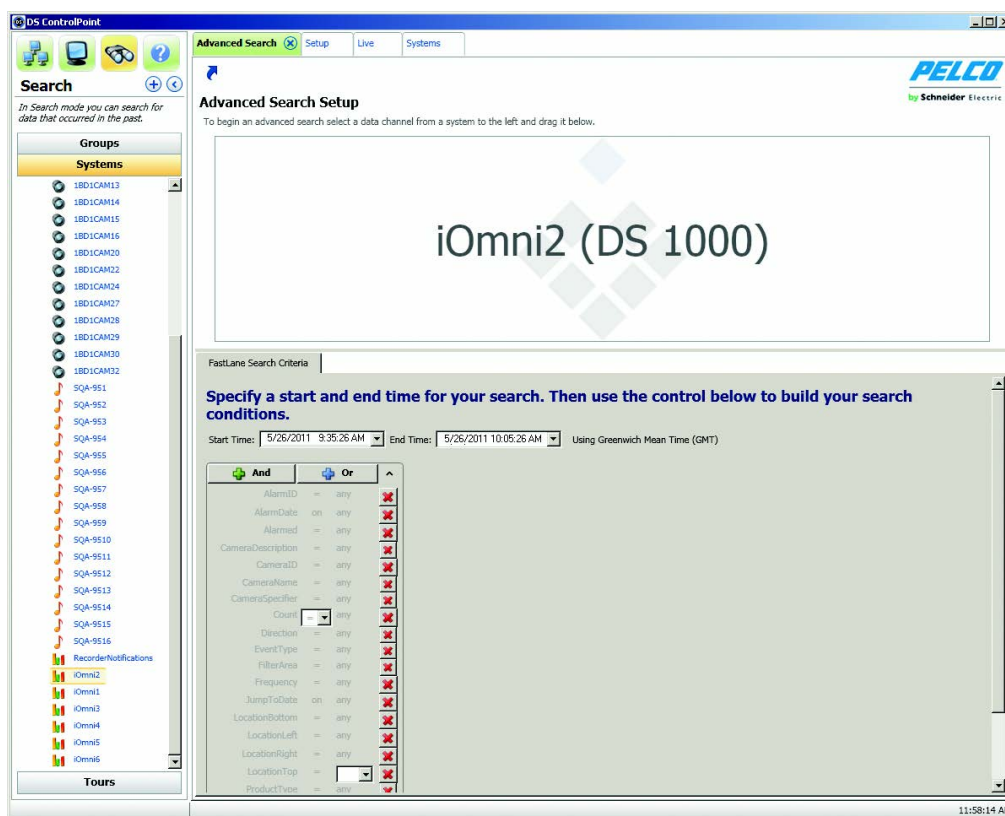 DS ControlPoint
Search
In Search mode you can search for
data that occurred in the past.
Groups
Systems
1BD1CAM13
1BD1CAM14
1BD1CAM15
1BD1CAM16
1BD1CAM20
1BD1CAM22
1BD1CAM24
1BD1CAM27
1BD1CAM28
1BD1CAM29
1BD1CAM30
1BD1CAM32
SQA-951
SQA-952
SQA-953
SQA-954
SQA-955
SQA-956
SQA-957
SQA-958
SQA-959
SQA-9510
SQA-9511
SQA-9512
SQA-9513
SQA-9514
SQA-9515
SQA-9516
RecorderNotifications
iOmni2
iOmni1
iOmni3
iOmni4
iOmni5
iOmni6
Tours
Advanced Search Setup Live Systems
PELCO
by Schneider Electric
Advanced Search Setup
To begin an advanced search select a data channel from a system to the left and drag it below.
iOmni2 (DS 1000)
FastLane Search Criteria
Specify a start and end time for your search. Then use the control below to build your search
conditions.
Start Time: 5/26/2011 9:35:26 AM End Time: 5/26/2011 10:05:26 AM Using Greenwich Mean Time (GMT)
And Or ^
AlarmID = any
AlarmDate on any
Alarmed = any
CameraDescription = any
CameraID = any
CameraName = any
CameraSpecifier = any
Count = any
Direction = any
EventType = any
FilterArea = any
Frequency = any
JumpToDate on any
LocationBottom = any
LocationLeft = any
LocationRight = any
LocationTop =
ProductType = any
11:58:14 A